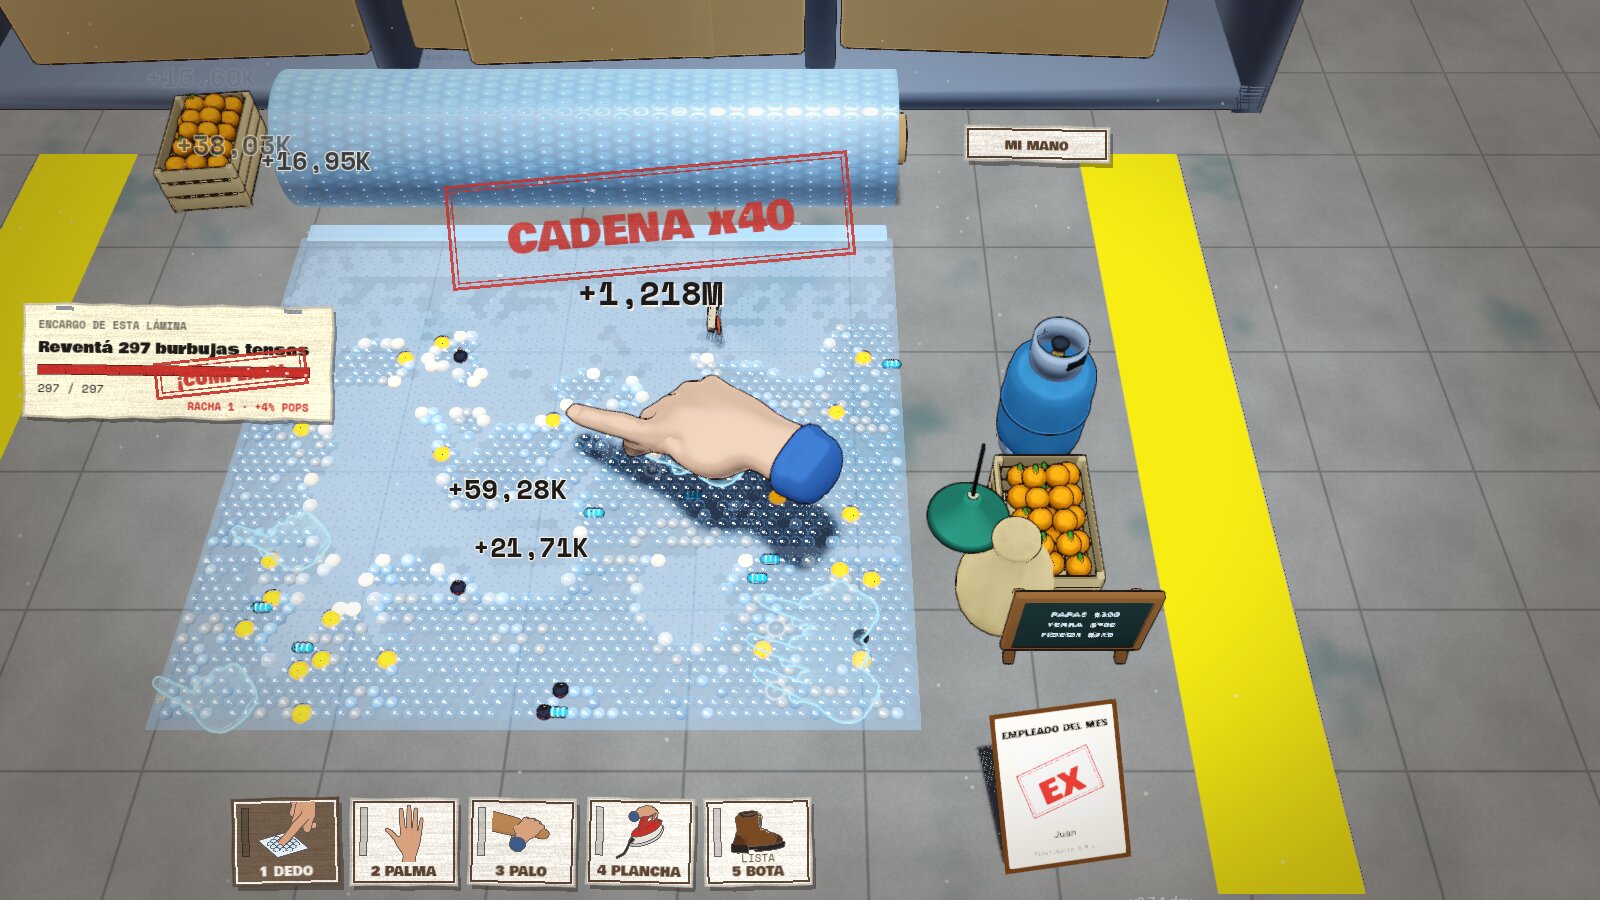 +15,60K
+38,03K
+16,95K
MI MANO
CADENA x40
+1,218M
ENCARGO DE ESTA LÁMINA
Reventá 297 burbujas tensas
297 / 297
RACHA 1 - +4% POPS
+59,28K
+21,71K
EMPLEADO DEL MES
EX
Juan
1 DEDO
2 PALMA
3 PALO
4 PLANCHA
LISTA
5 BOTA